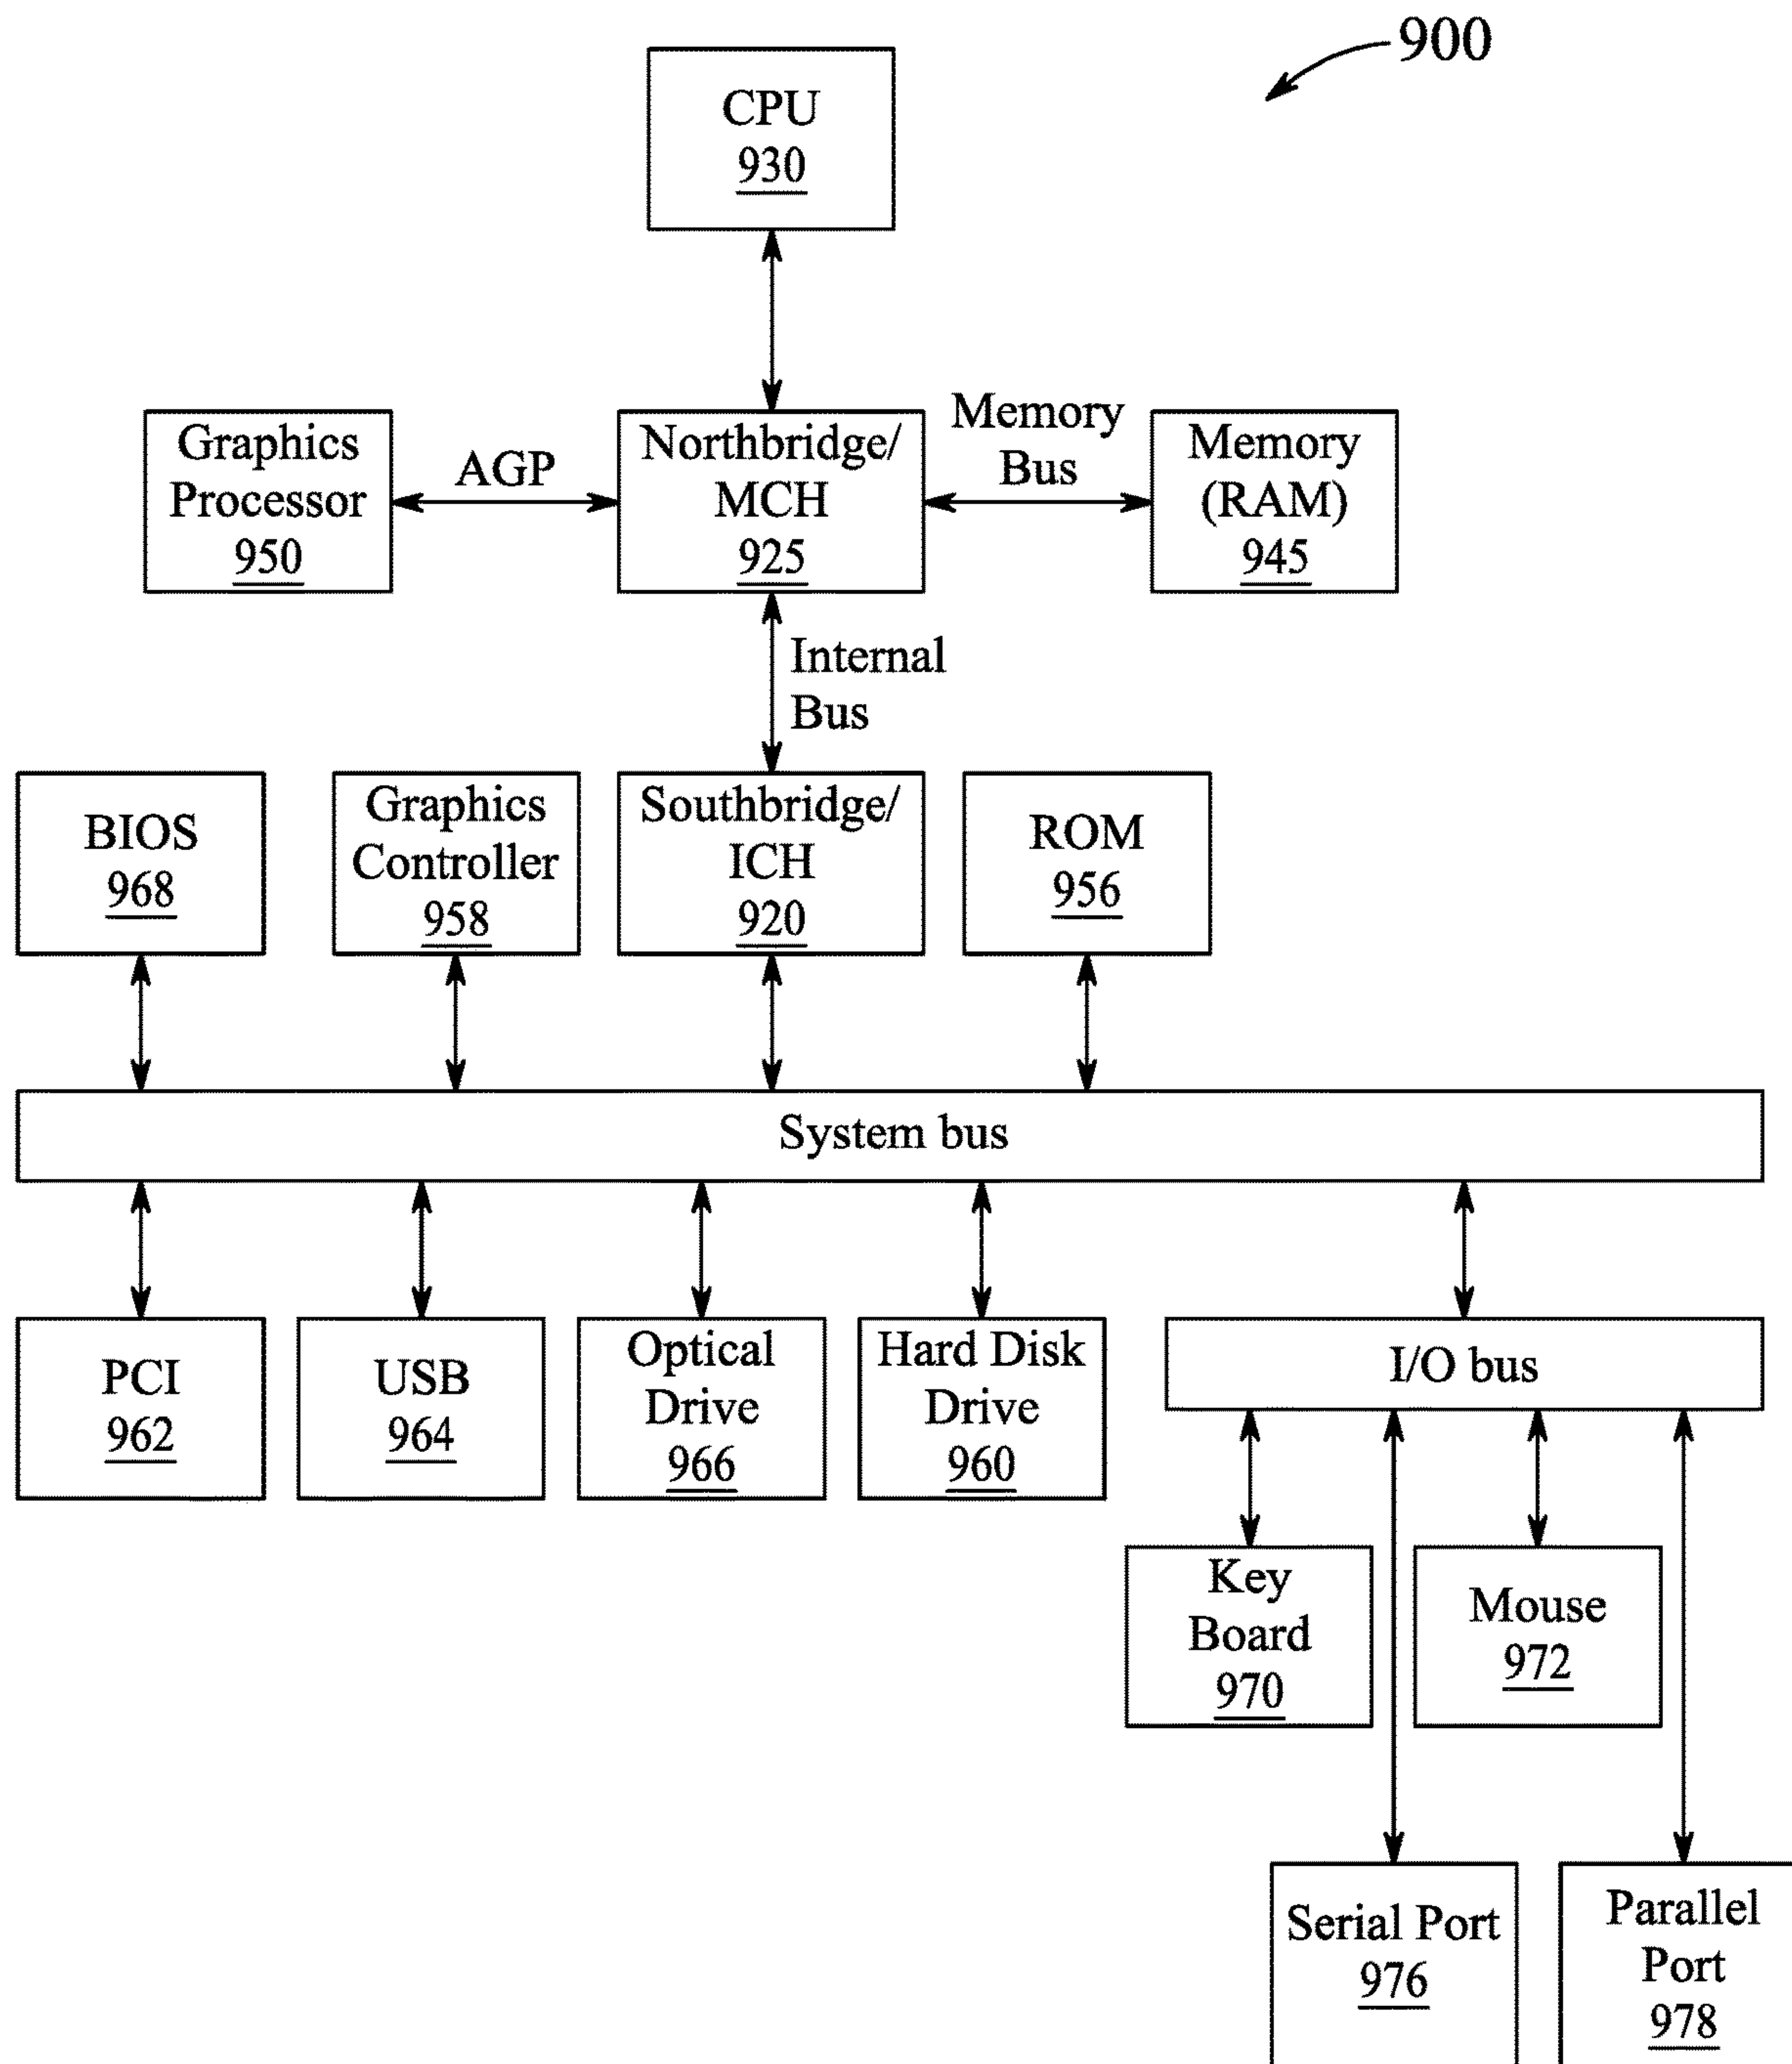 900
CPU
930
Graphics
Processor
950
AGP
Northbridge/
MCH
925
Memory
Bus
Memory
(RAM)
945
Internal
Bus
BIOS
968
Graphics
Controller
958
Southbridge/
ICH
920
ROM
956
System bus
PCI
962
USB
964
Optical
Drive
966
Hard Disk
Drive
960
I/O bus
Key
Board
970
Mouse
972
Serial Port
976
Parallel
Port
978